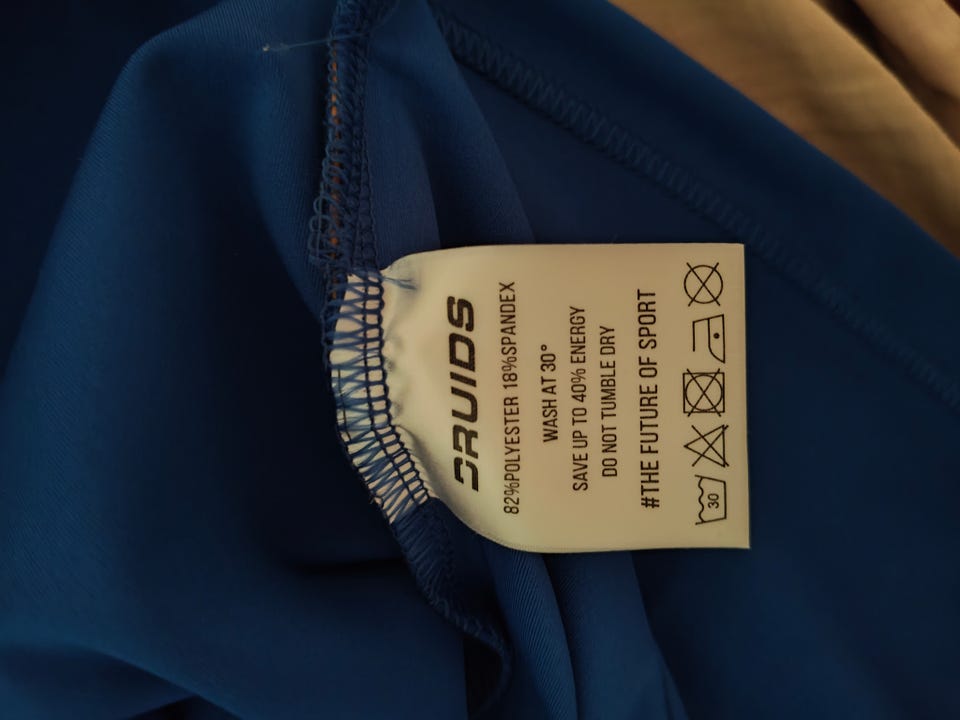 DRUIDS
82%POLYESTER 18%SPANDEX
WASH AT 30°
SAVE UP TO 40% ENERGY
DO NOT TUMBLE DRY
#THE FUTURE OF SPORT
30